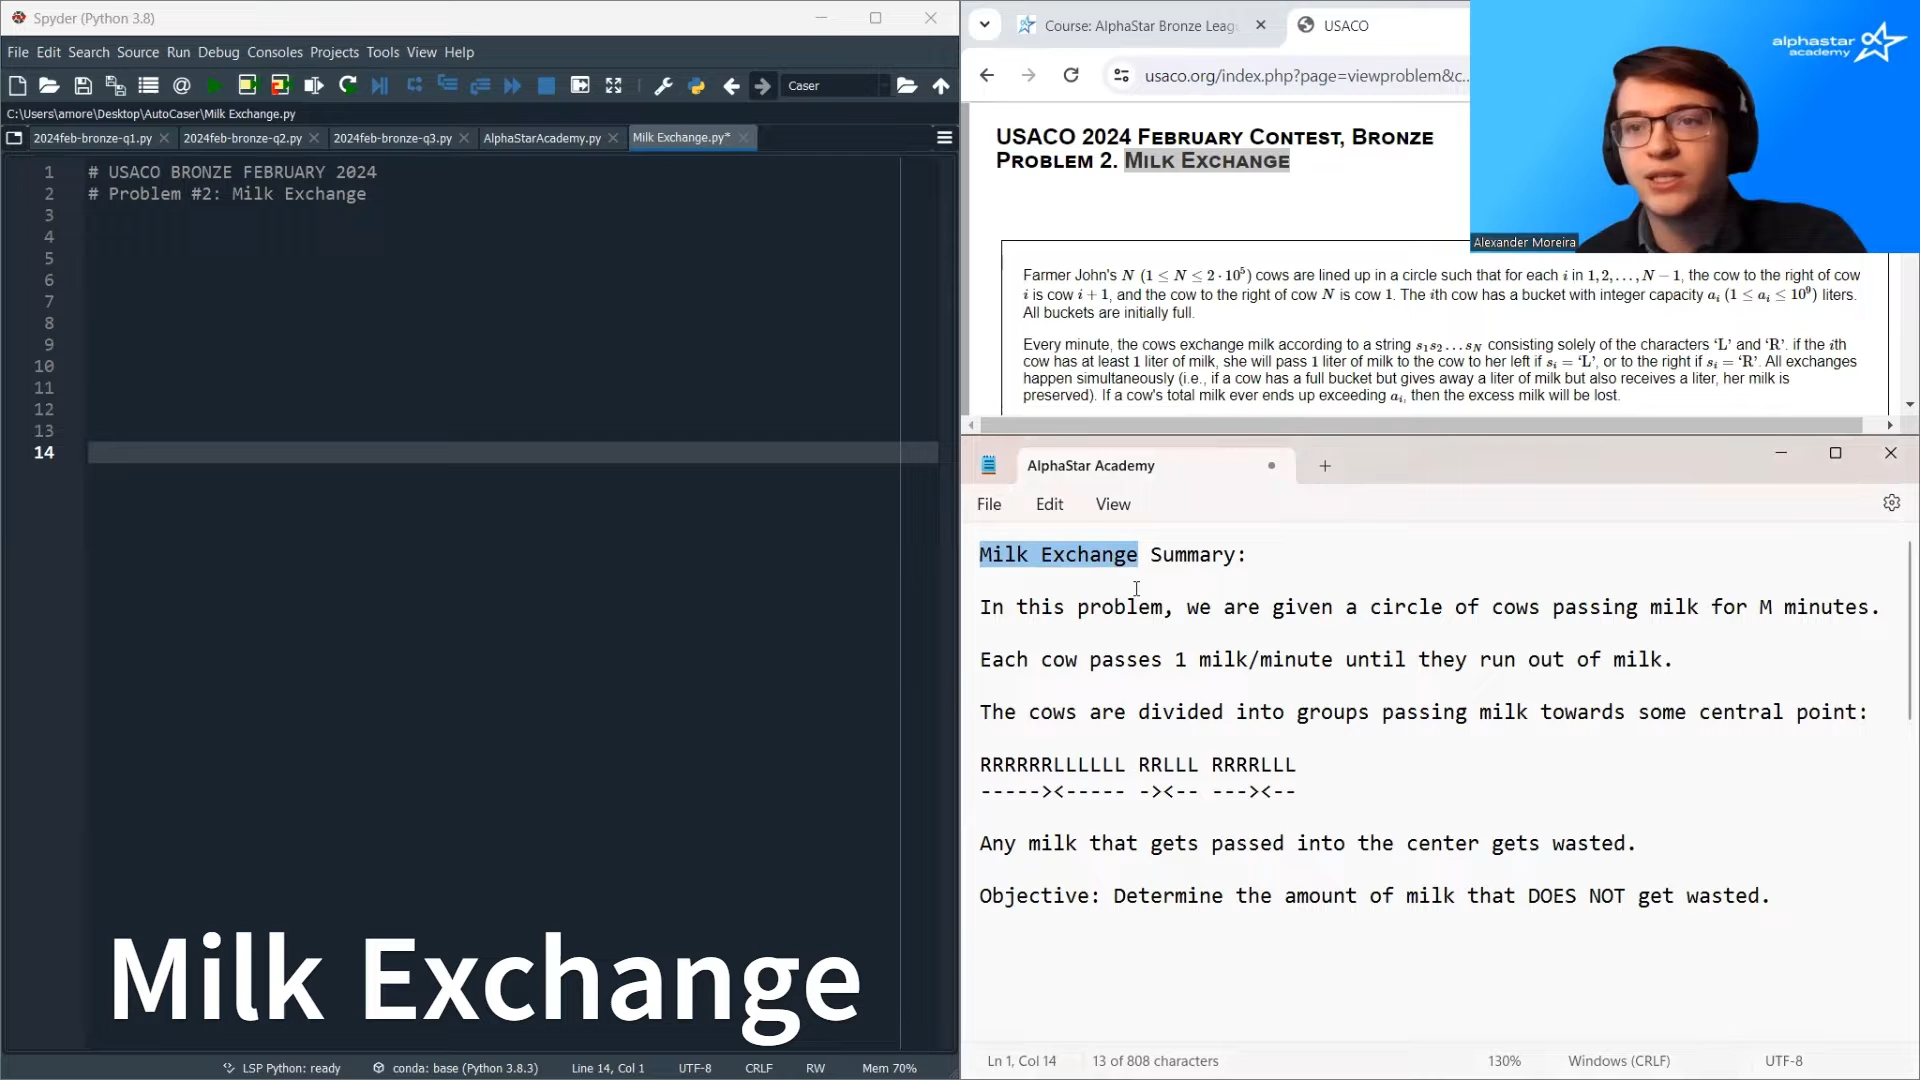 Spyder (Python 3.8)
File Edit Search Source Run Debug Consoles Projects Tools View Help
Caser
C:\Users\amore\Desktop\AutoCaser\Milk Exchange.py
2024feb-bronze-q1.py 2024feb-bronze-q2.py 2024feb-bronze-q3.py AlphaStarAcademy.py Milk Exchange.py*
1 # USACO BRONZE FEBRUARY 2024
2 # Problem #2: Milk Exchange
3
4
5
6
7
8
9
10
11
12
13
14
Milk Exchange
LSP Python: ready conda: base (Python 3.8.3) Line 14, Col 1 UTF-8 CRLF RW Mem 70%
Course: AlphaStar Bronze Leag USACO
usaco.org/index.php?page=viewproblem&c...
USACO 2024 February Contest, Bronze
Problem 2. Milk Exchange
alphastar
academy
Alexander Moreira
Farmer John's N (1 ≤ N ≤ 2 · 10⁵) cows are lined up in a circle such that for each i in 1, 2, ..., N − 1, the cow to the right of cow
i is cow i + 1, and the cow to the right of cow N is cow 1. The ith cow has a bucket with integer capacity aᵢ (1 ≤ aᵢ ≤ 10⁹) liters.
All buckets are initially full.
Every minute, the cows exchange milk according to a string s₁s₂...s_N consisting solely of the characters ‘L’ and ‘R’. if the ith
cow has at least 1 liter of milk, she will pass 1 liter of milk to the cow to her left if sᵢ = ‘L’, or to the right if sᵢ = ‘R’. All exchanges
happen simultaneously (i.e., if a cow has a full bucket but gives away a liter of milk but also receives a liter, her milk is
preserved). If a cow's total milk ever ends up exceeding aᵢ, then the excess milk will be lost.
AlphaStar Academy
File Edit View
Milk Exchange Summary:
In this problem, we are given a circle of cows passing milk for M minutes.
Each cow passes 1 milk/minute until they run out of milk.
The cows are divided into groups passing milk towards some central point:
RRRRRRLLLLLL RRLLL RRRRLLL
-----><----- -><-- ---><--
Any milk that gets passed into the center gets wasted.
Objective: Determine the amount of milk that DOES NOT get wasted.
Ln 1, Col 14 13 of 808 characters 130% Windows (CRLF) UTF-8